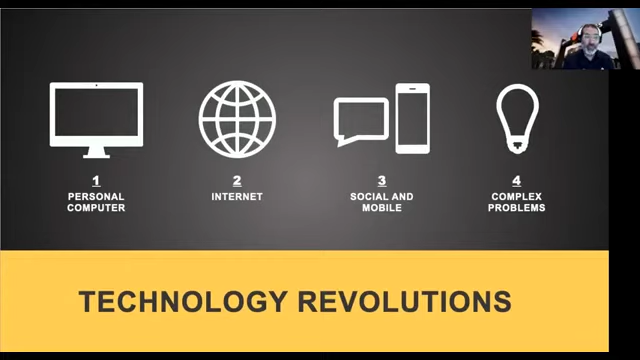 1
PERSONAL
COMPUTER
2
INTERNET
3
SOCIAL AND
MOBILE
4
COMPLEX
PROBLEMS
TECHNOLOGY REVOLUTIONS